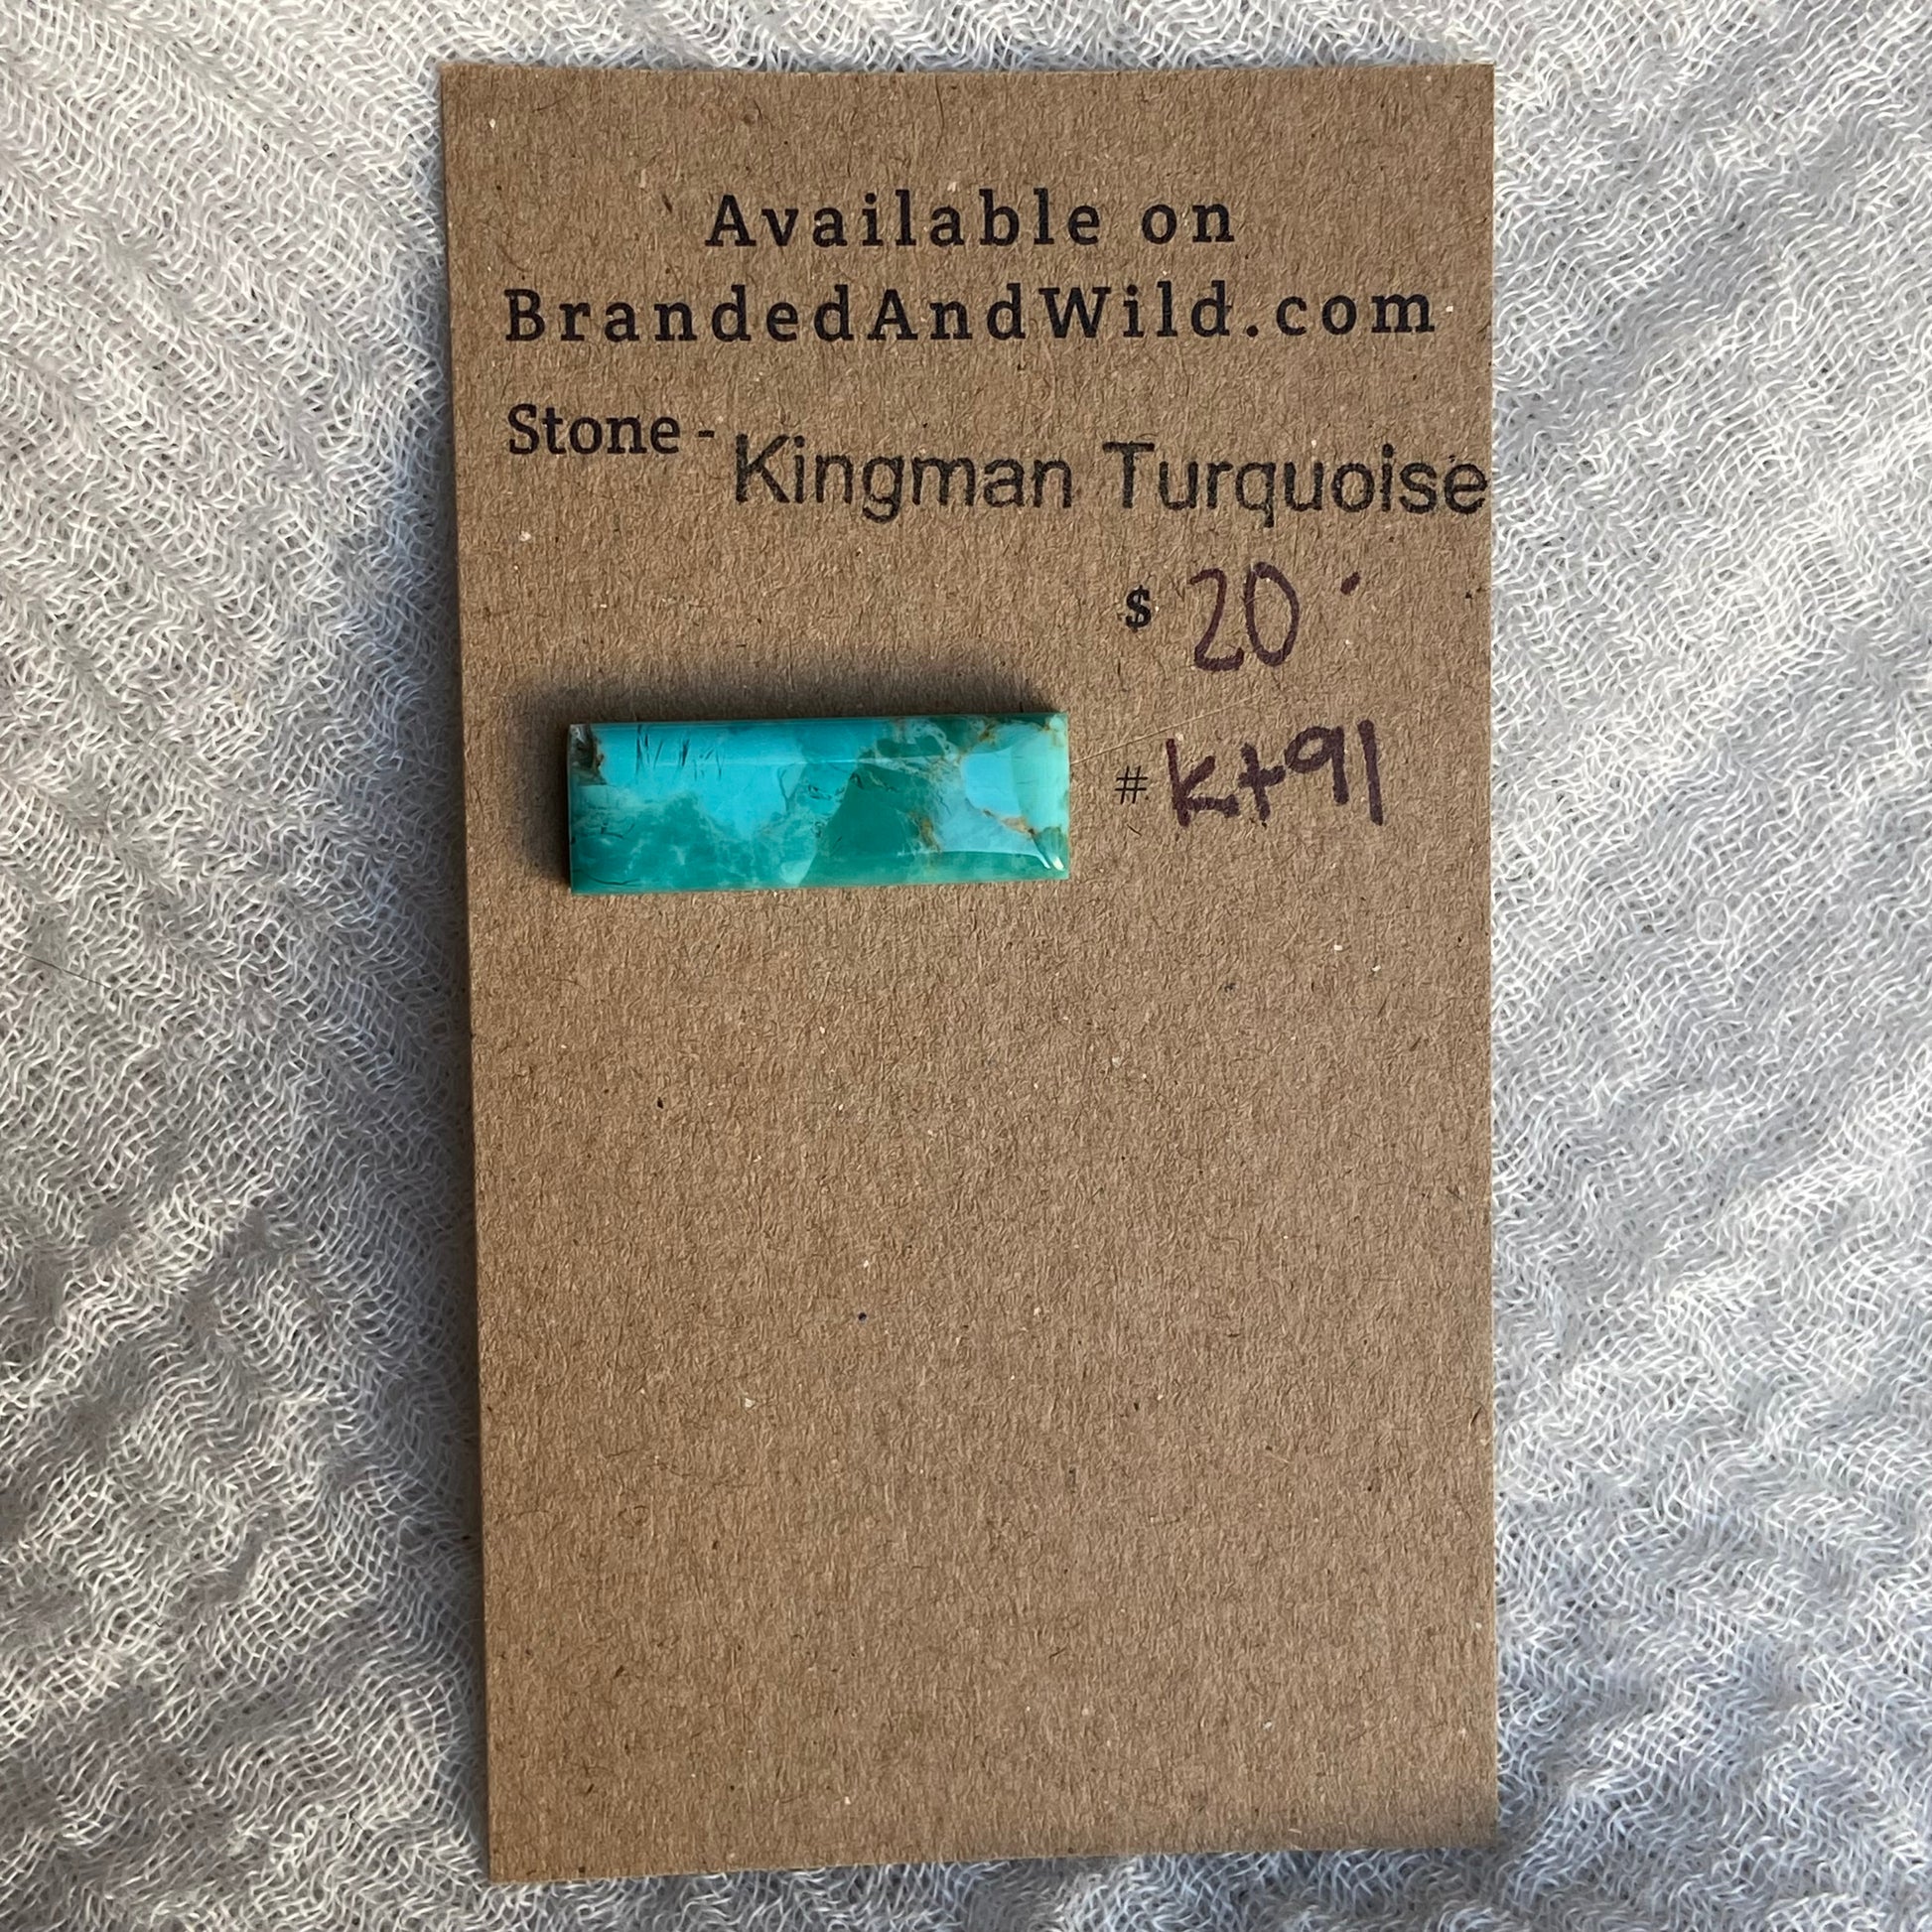 Available on
BrandedAndWild.com
Stone - Kingman Turquoise
$ 20.
# Kt91